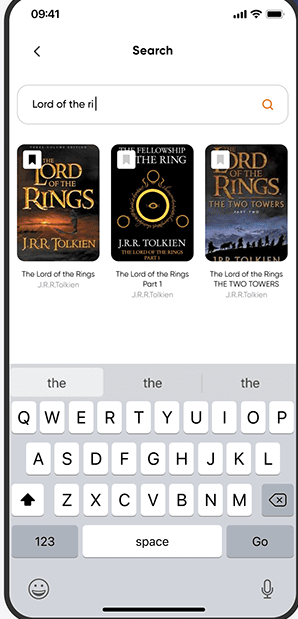 09:41
Search
Lord of the ri
THREE-VOLUME EDITION
THE
LORD
OF THE
RINGS
J.R.R. TOLKIEN
THE FELLOWSHIP
OF THE RING
J.R.R. TOLKIEN
THE LORD OF THE RINGS
PART 1
THE
LORD
OF THE
RINGS
THE TWO TOWERS
PART TWO
J.R.R. TOLKIEN
The Lord of the Rings
J.R.Tolkien
The Lord of the Rings
Part 1
J.R.R.Tolkien
The Lord of the Rings
THE TWO TOWERS
J.R.R.Tolkien
the the the
Q W E R T Y U I O P
A S D F G H J K L
Z X C V B N M
123 space Go